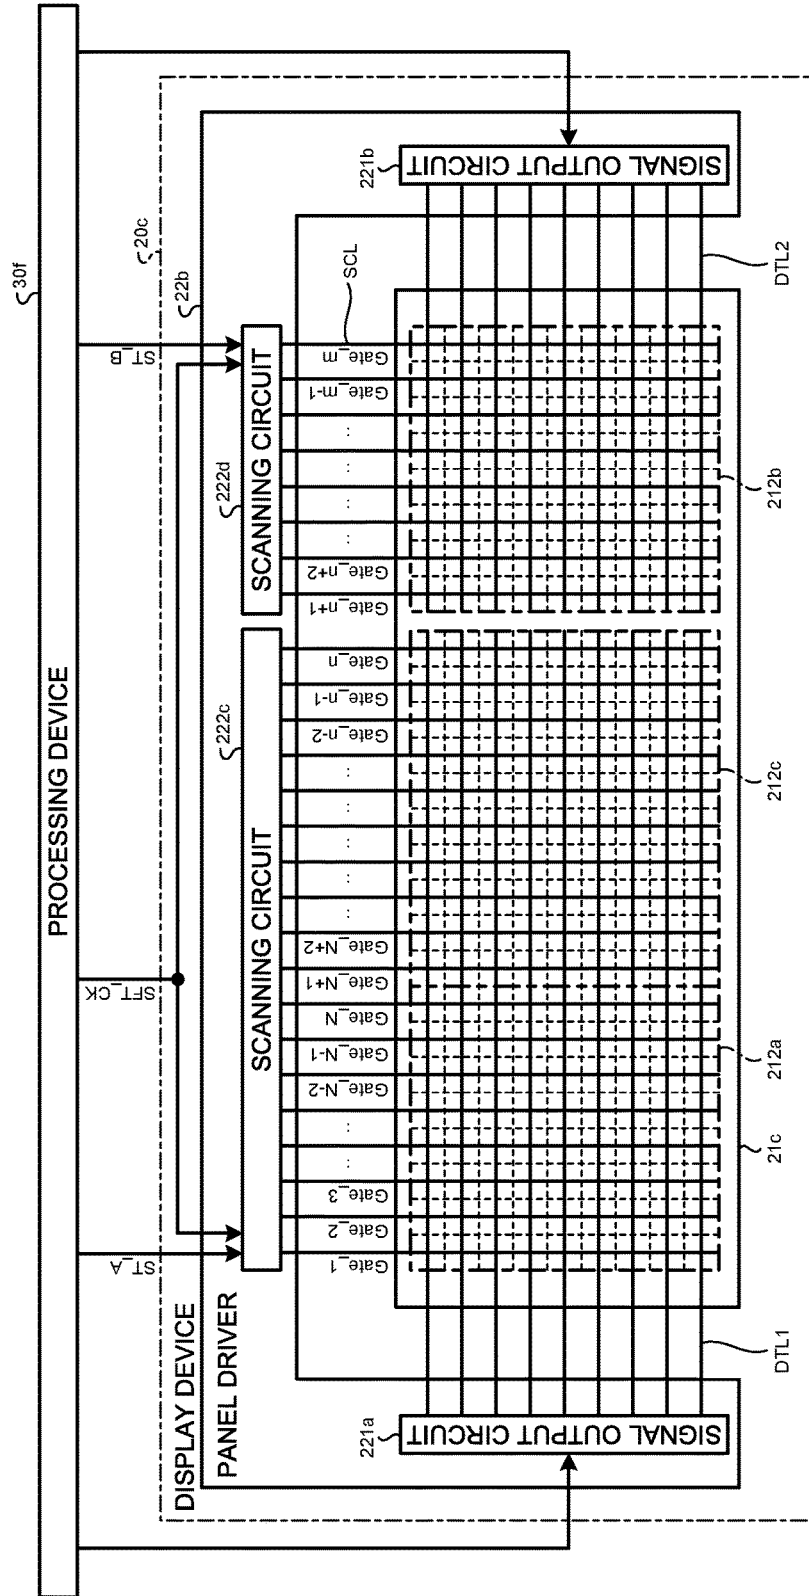 30f
PROCESSING DEVICE
ST_A
SFT_CK
ST_B
20c
DISPLAY DEVICE
22b
PANEL DRIVER
222c
SCANNING CIRCUIT
222d
SCANNING CIRCUIT
Gate_1
Gate_2
Gate_3
:
:
Gate_N-2
Gate_N-1
Gate_N
Gate_N+1
Gate_N+2
:
:
:
:
:
Gate_n-2
Gate_n-1
Gate_n
Gate_n+1
Gate_n+2
:
:
:
:
Gate_m-1
Gate_m
SCL
221a
SIGNAL OUTPUT CIRCUIT
221b
SIGNAL OUTPUT CIRCUIT
DTL1
21c
212a
212c
212b
DTL2